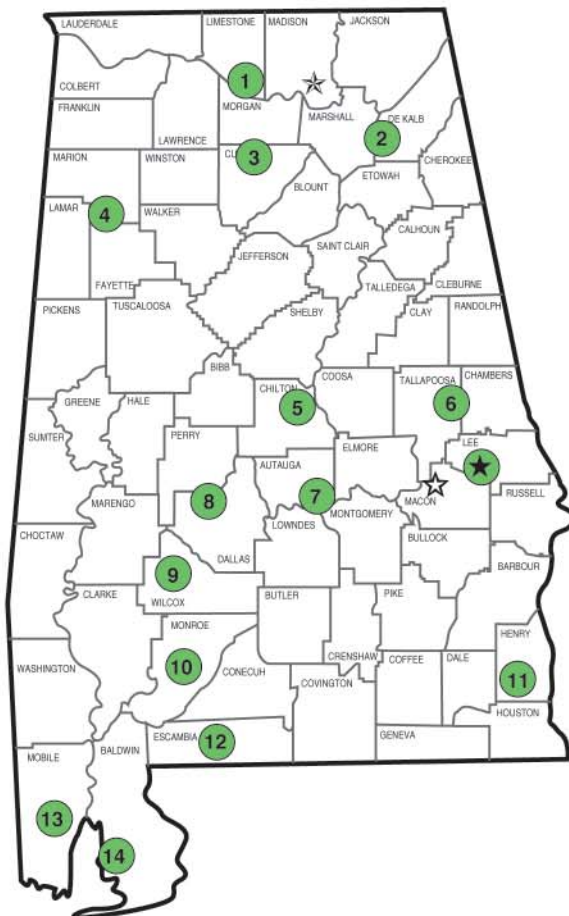 LAUDERDALE
LIMESTONE
MADISON
JACKSON
COLBERT
1
FRANKLIN
MORGAN
LAWRENCE
MARSHALL
DE KALB
2
MARION
WINSTON
3
CHEROKEE
BLOUNT
ETOWAH
LAMAR
4
WALKER
CALHOUN
SAINT CLAIR
JEFFERSON
FAYETTE
TALLEDEGA
CLEBURNE
PICKENS
TUSCALOOSA
SHELBY
CLAY
RANDOLPH
BIBB
COOSA
TALLAPOOSA
CHAMBERS
CHILTON
GREENE
HALE
5
6
SUMTER
PERRY
ELMORE
LEE
AUTAUGA
7
8
MARENGO
MACON
RUSSELL
LOWNDES
MONTGOMERY
CHOCTAW
BULLOCK
DALLAS
BARBOUR
9
CLARKE
WILCOX
BUTLER
PIKE
MONROE
HENRY
CRENSHAW
COFFEE
DALE
10
CONECUH
WASHINGTON
COVINGTON
11
HOUSTON
ESCAMBIA
12
GENEVA
MOBILE
BALDWIN
13
14